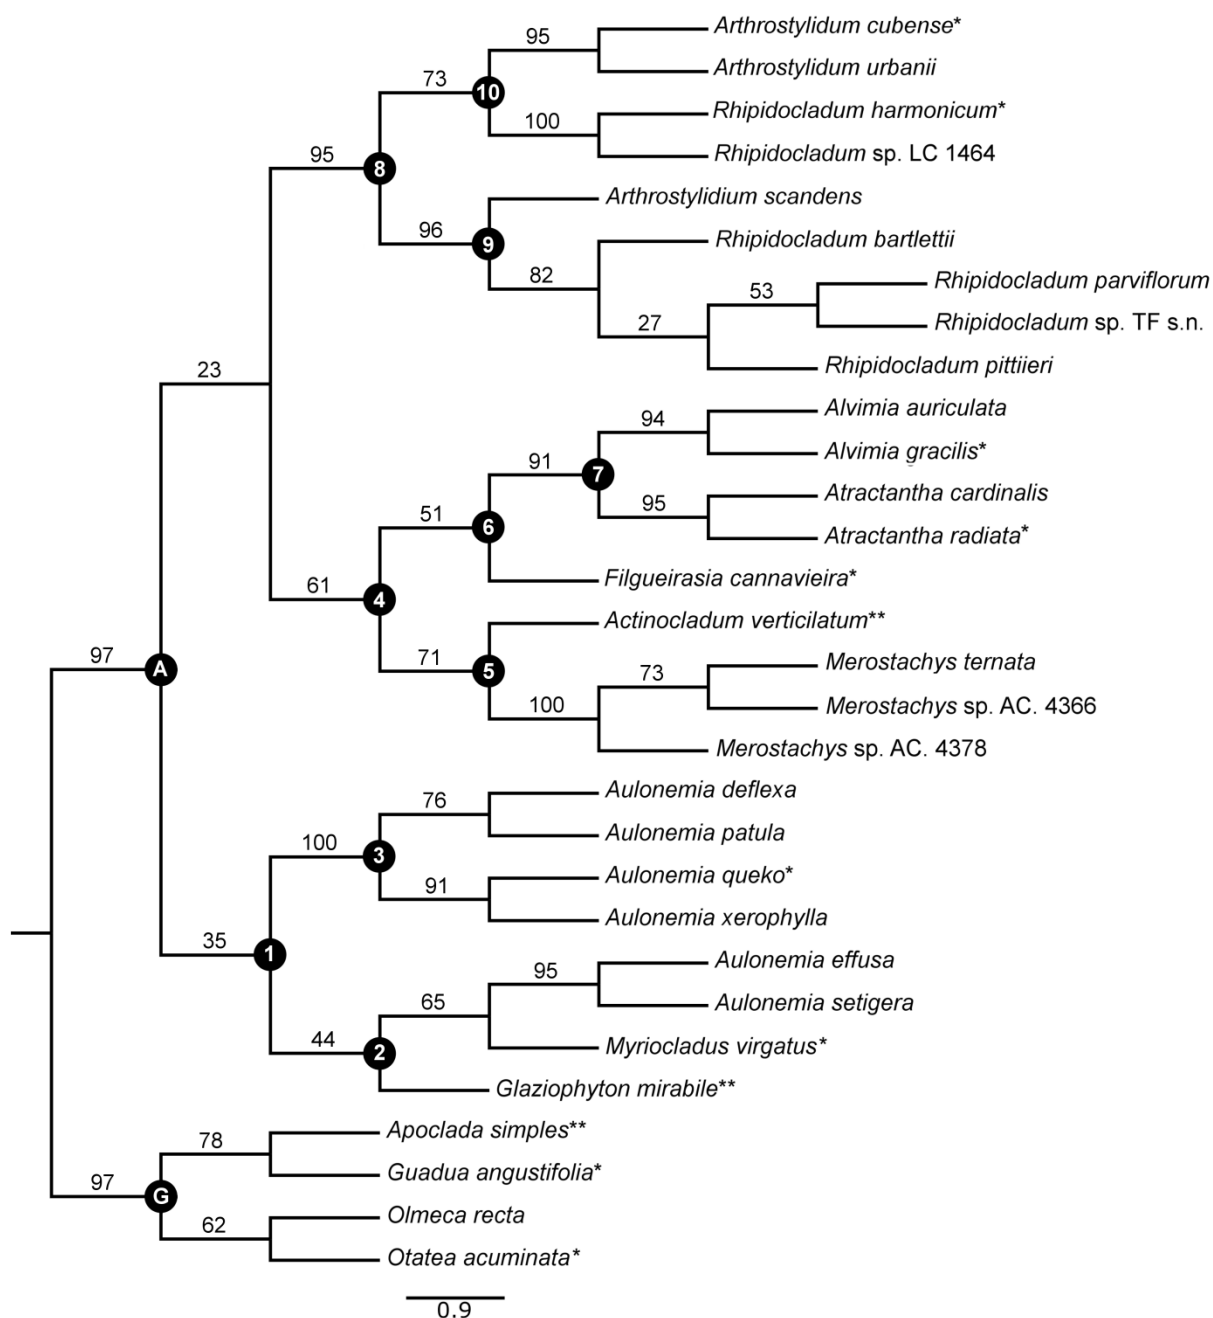 Arthrostylidum cubense*
95
Arthrostylidum urbanii
73
10
Rhipidocladum harmonicum*
100
Rhipidocladum sp. LC 1464
95
8
Arthrostylidium scandens
96
9
Rhipidocladum bartlettii
82
Rhipidocladum parviflorum
53
Rhipidocladum sp. TF s.n.
27
Rhipidocladum pittiieri
23
Alvimia auriculata
94
Alvimia gracilis*
91
7
Atractantha cardinalis
95
Atractantha radiata*
51
6
Filgueirasia cannavieira*
61
4
Actinocladum verticilatum**
71
5
Merostachys ternata
73
Merostachys sp. AC. 4366
100
Merostachys sp. AC. 4378
97
A
Aulonemia deflexa
76
Aulonemia patula
100
3
Aulonemia queko*
91
Aulonemia xerophylla
35
1
Aulonemia effusa
95
Aulonemia setigera
65
Myriocladus virgatus*
44
2
Glaziophyton mirabile**
Apoclada simples**
78
Guadua angustifolia*
97
G
Olmeca recta
62
Otatea acuminata*
0.9